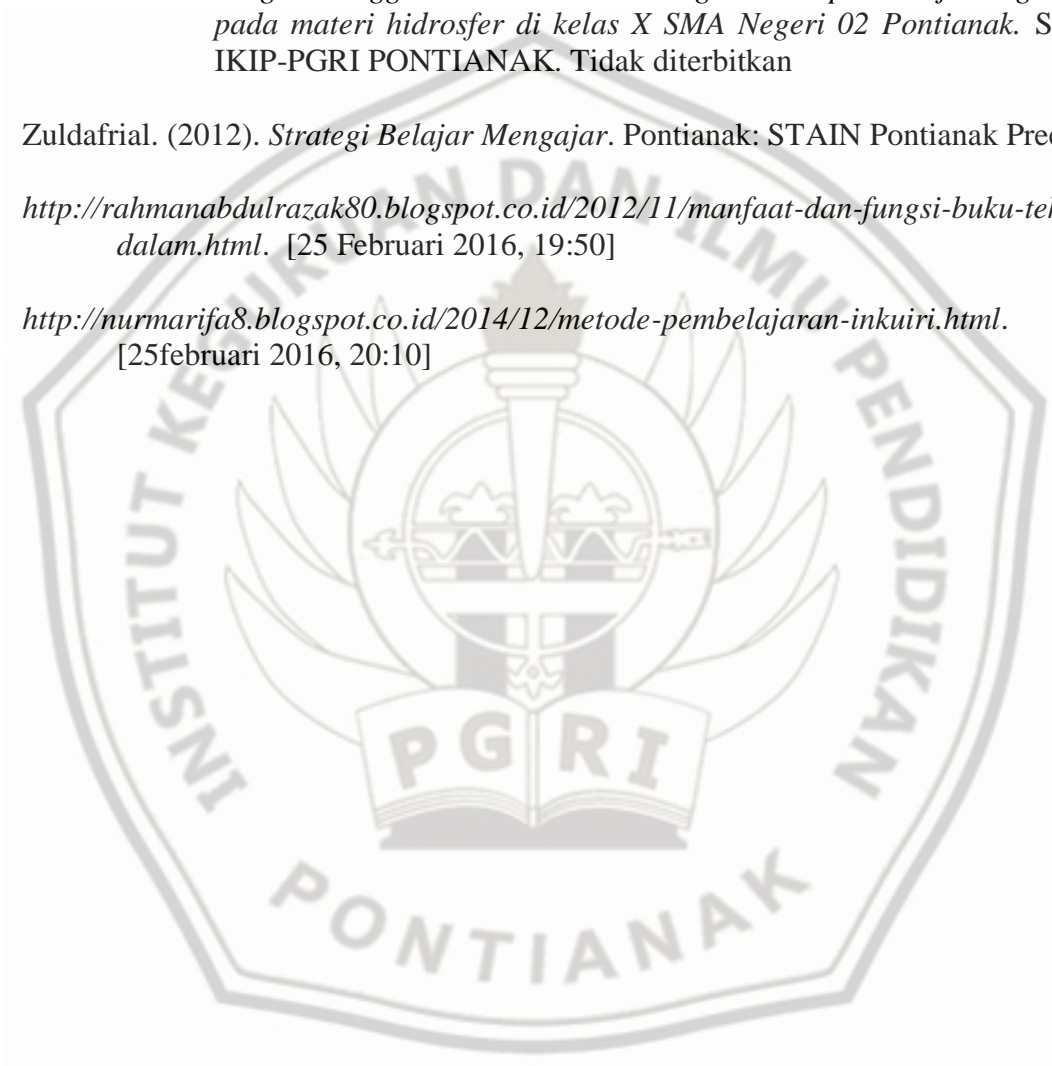 pada materi hidrosfer di kelas X SMA Negeri 02 Pontianak. S
IKIP-PGRI PONTIANAK. Tidak diterbitkan
Zuldafrial. (2012). Strategi Belajar Mengajar. Pontianak: STAIN Pontianak
http://rahmanabdulrazak80.blogspot.co.id/2012/11/manfaat-dan-fungsi-buku-te
dalam.html. [25 Februari 2016, 19:50]
http://nurmarifa8.blogspot.co.id/2014/12/metode-pembelajaran-inkuiri.html.
[25februari 2016, 20:10]
INSTITUT KEGURUAN DAN ILMU PENDIDIKAN
PGRI
PONTIANAK